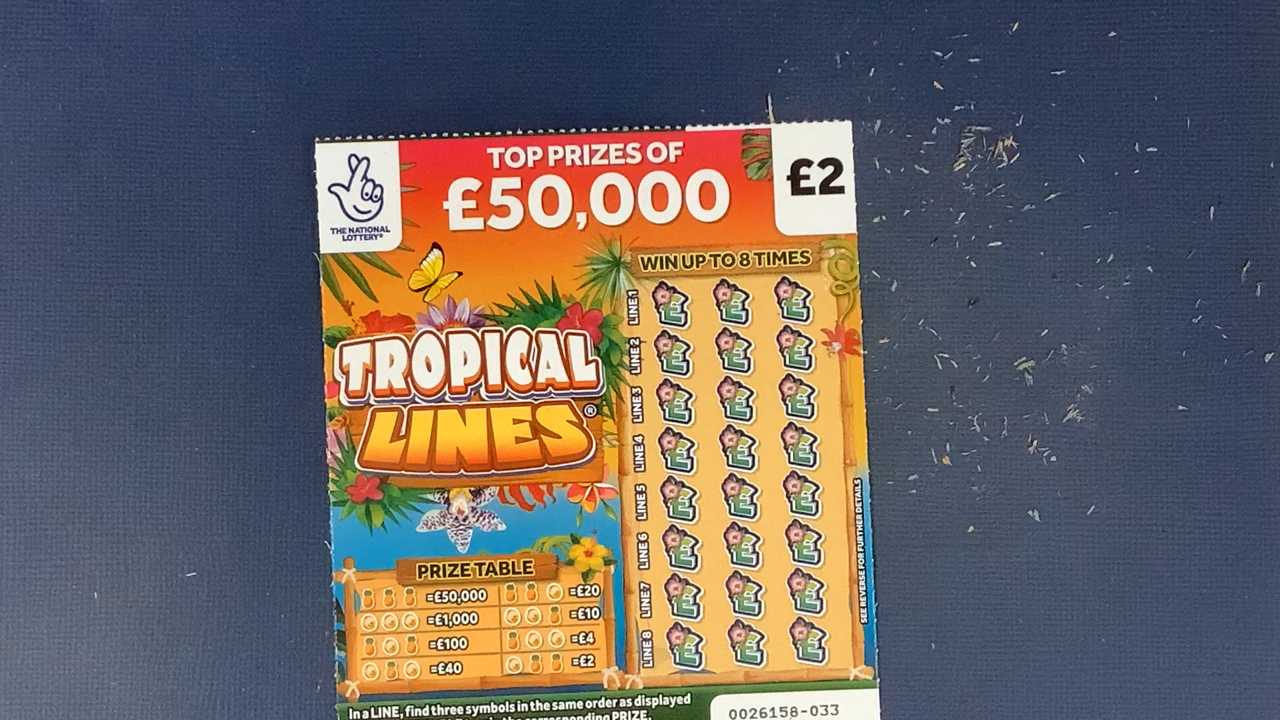 TOP PRIZES OF
£50,000
£2
THE NATIONAL
LOTTERY®
WIN UP TO 8 TIMES
TROPICAL
LINES®
LINE 1 £ £ £
LINE 2 £ £ £
LINE 3 £ £ £
LINE 4 £ £ £
LINE 5 £ £ £
LINE 6 £ £ £
LINE 7 £ £ £
LINE 8 £ £ £
SEE REVERSE FOR FURTHER DETAILS
PRIZE TABLE
=£50,000 =£20
=£1,000 =£10
=£100 =£4
=£40 =£2
In a LINE, find three symbols in the same order as displayed
the corresponding PRIZE.
0026158-033